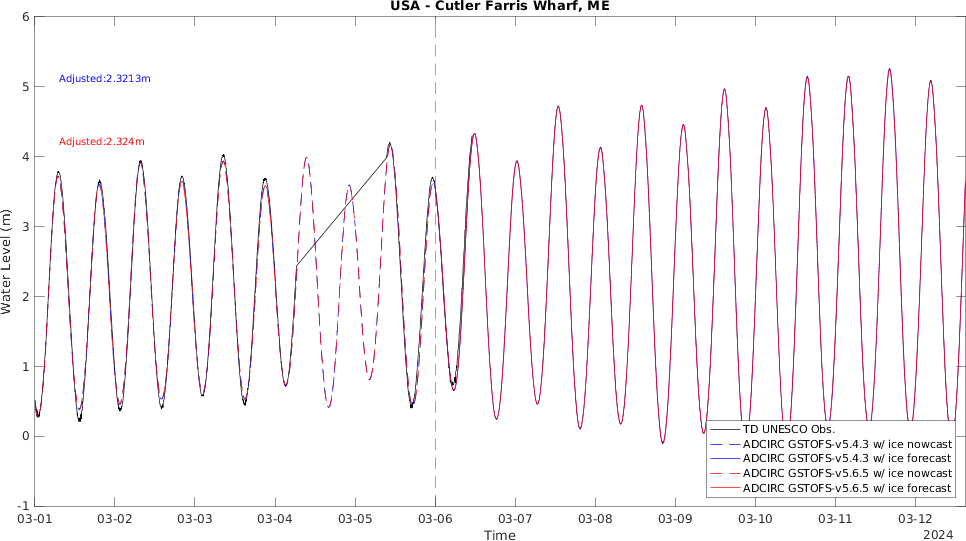 USA - Cutler Farris Wharf, ME
Adjusted:2.3213m
Adjusted:2.324m
Water Level (m)
6
5
4
3
2
1
0
-1
TD UNESCO Obs.
ADCIRC GSTOFS-v5.4.3 w/ ice nowcast
ADCIRC GSTOFS-v5.4.3 w/ ice forecast
ADCIRC GSTOFS-v5.6.5 w/ ice nowcast
ADCIRC GSTOFS-v5.6.5 w/ ice forecast
03-01 03-02 03-03 03-04 03-05 03-06 03-07 03-08 03-09 03-10 03-11 03-12
Time
2024